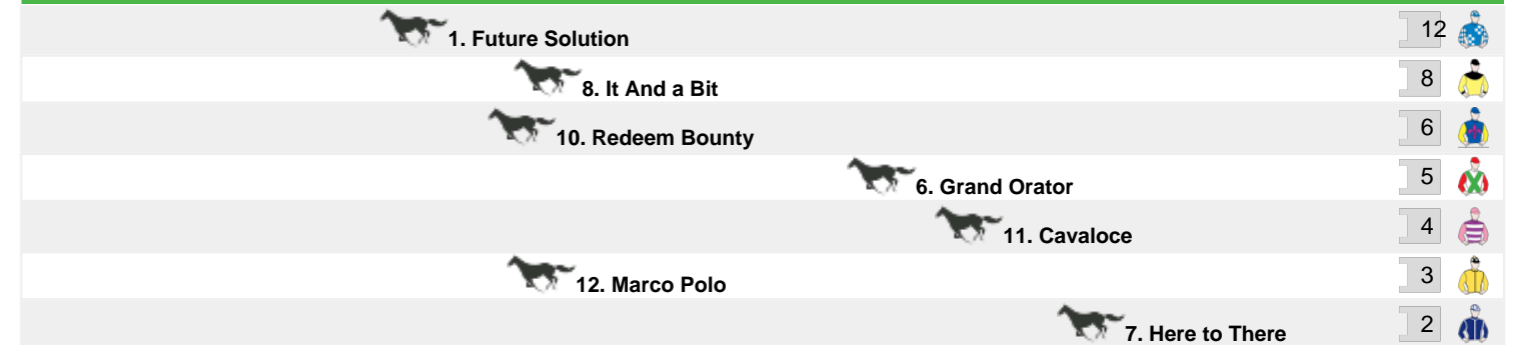 1. Future Solution 12
8. It And a Bit 8
10. Redeem Bounty 6
6. Grand Orator 5
11. Cavaloce 4
12. Marco Polo 3
7. Here to There 2